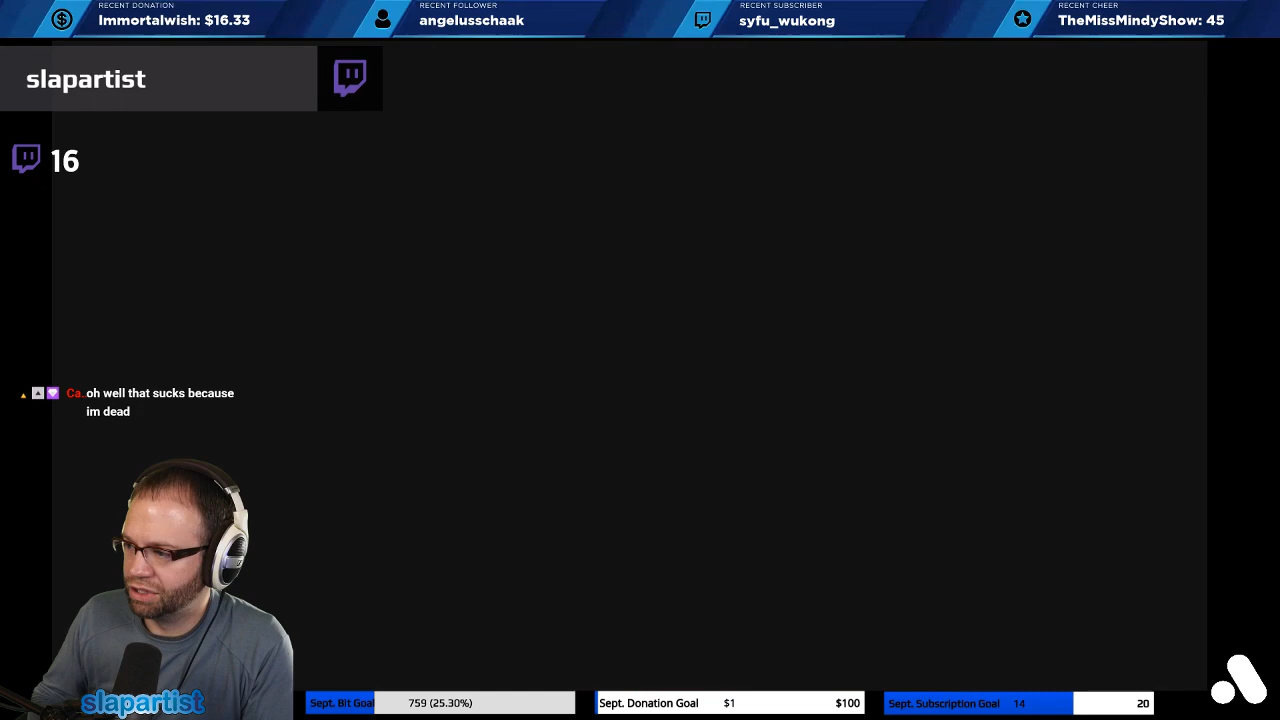 RECENT DONATION
Immortalwish: $16.33
RECENT FOLLOWER
angelusschaak
RECENT SUBSCRIBER
syfu_wukong
RECENT CHEER
TheMissMindyShow: 45
slapartist
16
Ca..oh well that sucks because
im dead
slapartist
Sept. Bit Goal 759 (25.30%)
Sept. Donation Goal $1 $100
Sept. Subscription Goal 14 20